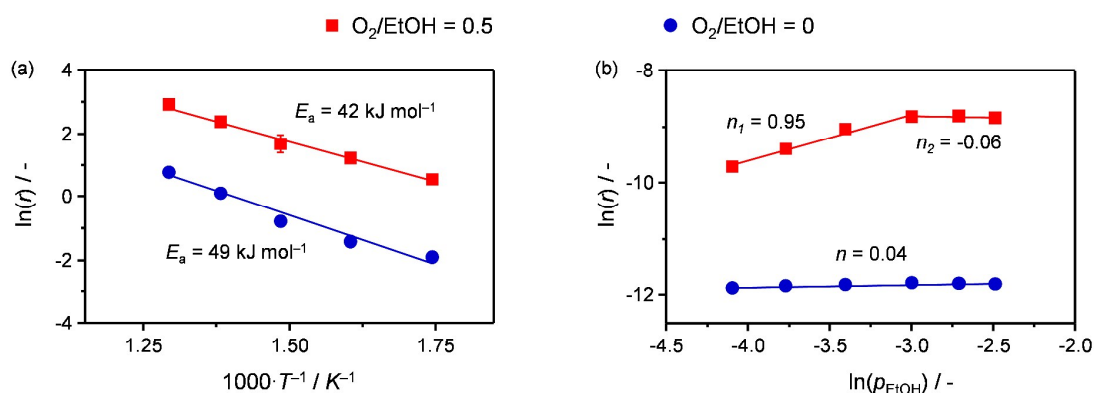 O₂/EtOH = 0.5
O₂/EtOH = 0
(a)
ln(r) / -
4
2
0
-2
-4
Eₐ = 42 kJ mol⁻¹
Eₐ = 49 kJ mol⁻¹
1.25 1.50 1.75
1000·T⁻¹ / K⁻¹
(b)
ln(r) / -
-8
-10
-12
n₁ = 0.95
n₂ = -0.06
n = 0.04
-4.5 -4.0 -3.5 -3.0 -2.5 -2.0
ln(p_EtOH) / -